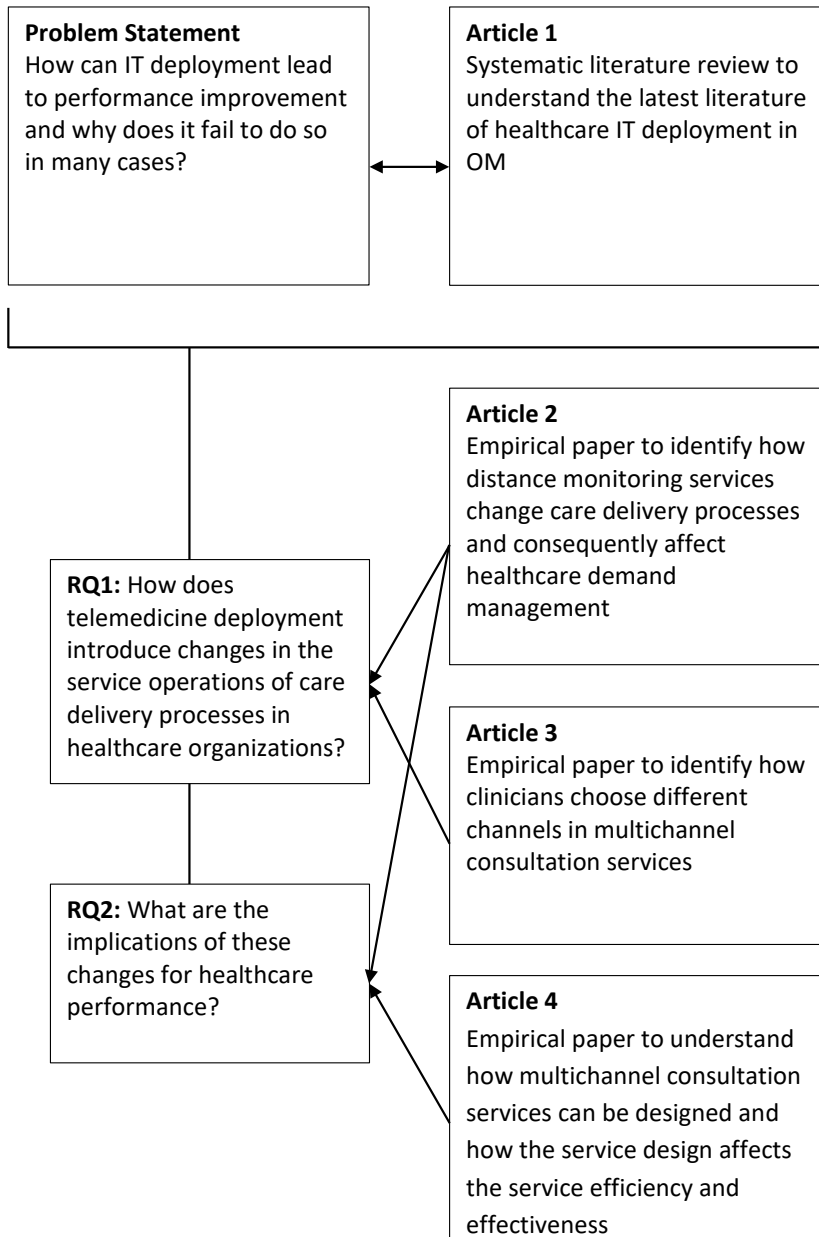 Problem Statement
How can IT deployment lead
to performance improvement
and why does it fail to do so
in many cases?
Article 1
Systematic literature review to
understand the latest literature
of healthcare IT deployment in
OM
Article 2
Empirical paper to identify how
distance monitoring services
change care delivery processes
and consequently affect
healthcare demand
management
RQ1: How does
telemedicine deployment
introduce changes in the
service operations of care
delivery processes in
healthcare organizations?
Article 3
Empirical paper to identify how
clinicians choose different
channels in multichannel
consultation services
RQ2: What are the
implications of these
changes for healthcare
performance?
Article 4
Empirical paper to understand
how multichannel consultation
services can be designed and
how the service design affects
the service efficiency and
effectiveness